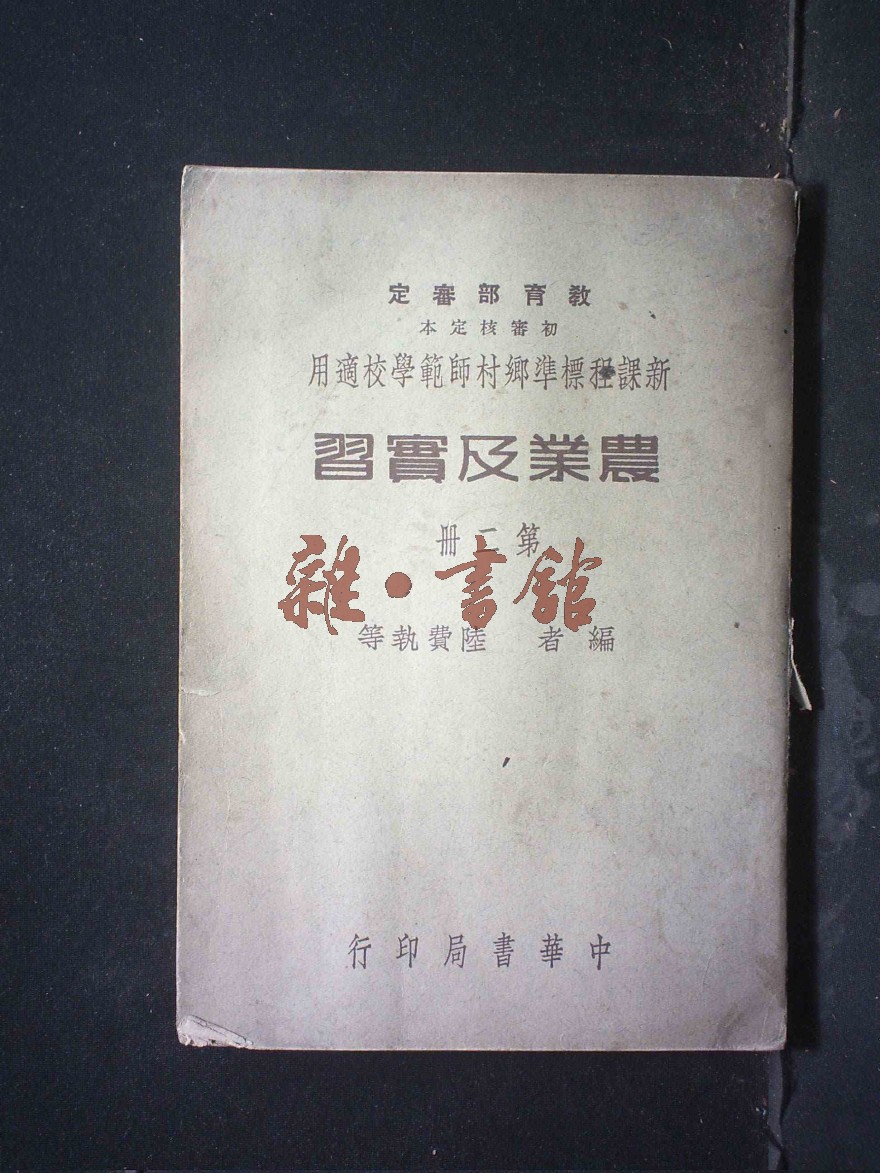 教育部審定
初審核定本
新課程標準鄉村師範學校適用
農業及實習
第二冊
雜·書館
編者 陸費執等
中華書局印行